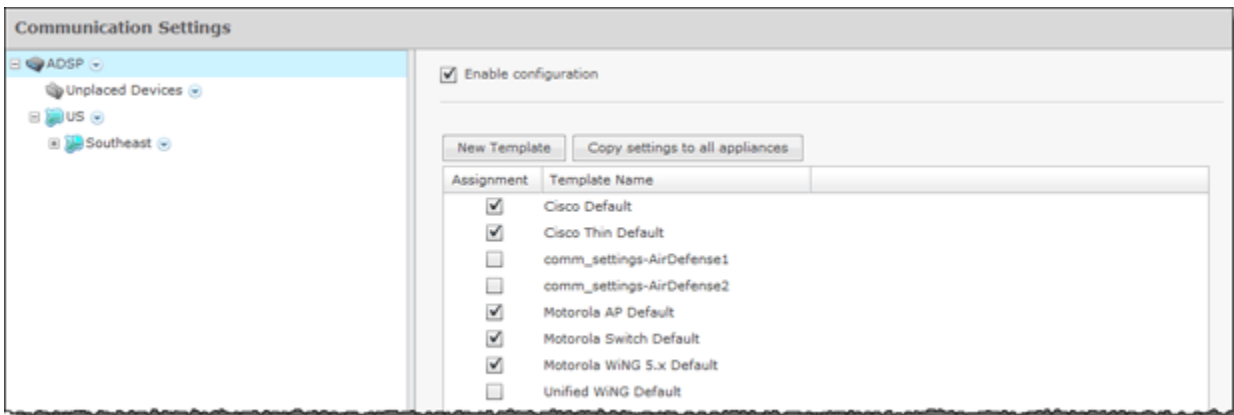 Communication Settings
ADSP
Unplaced Devices
US
Southeast
Enable configuration
New Template
Copy settings to all appliances
Assignment
Template Name
Cisco Default
Cisco Thin Default
comm_settings-AirDefense1
comm_settings-AirDefense2
Motorola AP Default
Motorola Switch Default
Motorola WiNG 5.x Default
Unified WiNG Default